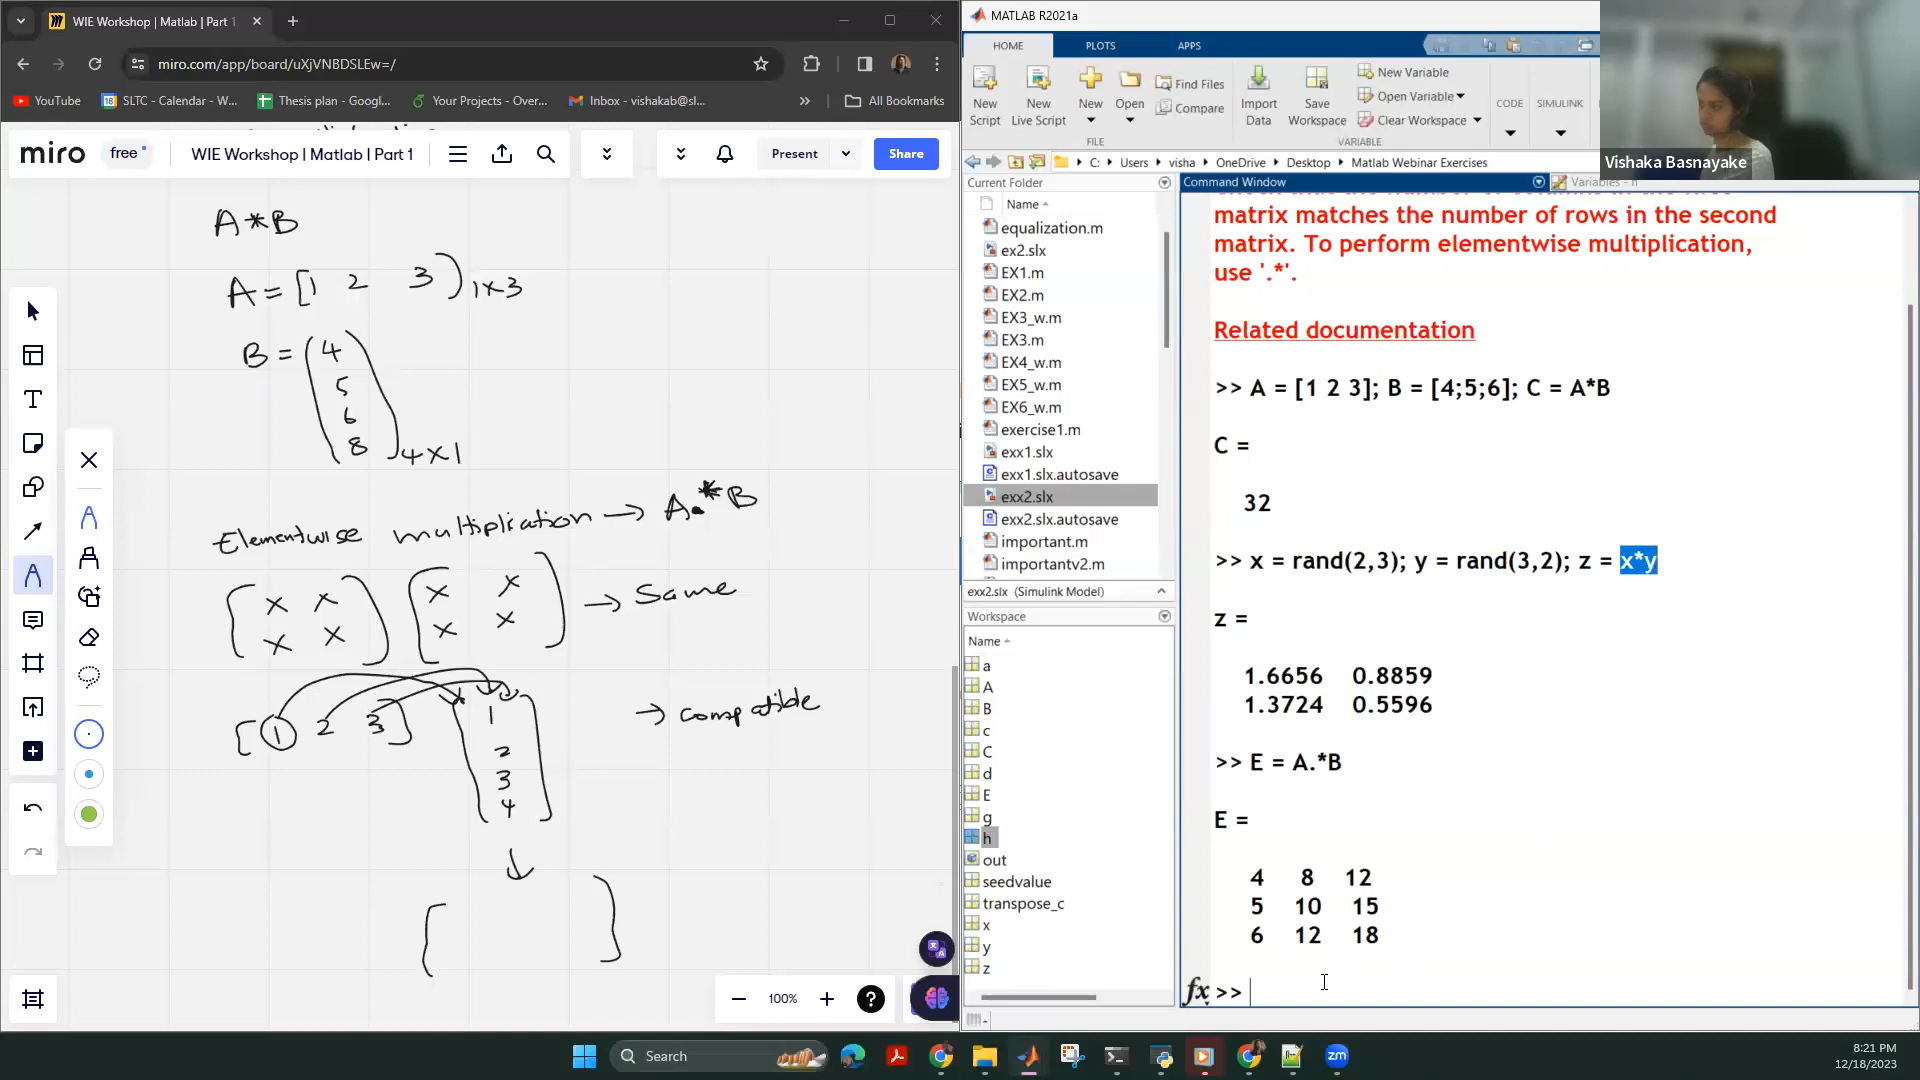 WIE Workshop | Matlab | Part 1
miro.com/app/board/uXjVNBDSLEw=/
YouTube
SLTC - Calendar - W...
Thesis plan - Googl...
Your Projects - Over...
Inbox - vishakab@sl...
All Bookmarks
miro
free
WIE Workshop | Matlab | Part 1
Present
Share
A*B
A = [1 2 3] 1×3
B = [4
5
6
8] 4×1
Elementwise multiplication → A.*B
[x x [x x → Same
x x] x x]
[1 2 3] [1 → compatible
2
3
4]
↓
[ ]
100%
MATLAB R2021a
HOME
PLOTS
APPS
New Script
New Live Script
New
Open
Find Files
Compare
FILE
Import Data
Save Workspace
New Variable
Open Variable
Clear Workspace
VARIABLE
CODE
SIMULINK
Vishaka Basnayake
C: Users visha OneDrive Desktop Matlab Webinar Exercises
Current Folder
Name
equalization.m
ex2.slx
EX1.m
EX2.m
EX3_w.m
EX3.m
EX4_w.m
EX5_w.m
EX6_w.m
exercise1.m
exx1.slx
exx1.slx.autosave
exx2.slx
exx2.slx.autosave
important.m
importantv2.m
exx2.slx (Simulink Model)
Workspace
Name
a
A
B
c
C
d
E
g
h
out
seedvalue
transpose_c
x
y
z
Command Window
Variables - h
matrix matches the number of rows in the second
matrix. To perform elementwise multiplication,
use '.*'.
Related documentation
>> A = [1 2 3]; B = [4;5;6]; C = A*B
C =
32
>> x = rand(2,3); y = rand(3,2); z = x*y
z =
1.6656 0.8859
1.3724 0.5596
>> E = A.*B
E =
4 8 12
5 10 15
6 12 18
fx >>
Search
8:21 PM
12/18/2023